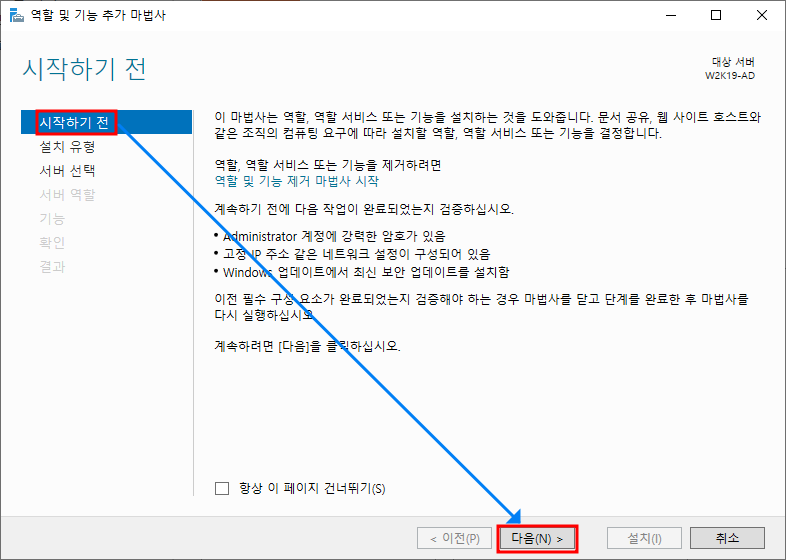 역할 및 기능 추가 마법사
시작하기 전
대상 서버
W2K19-AD
시작하기 전
설치 유형
서버 선택
서버 역할
기능
확인
결과
이 마법사는 역할, 역할 서비스 또는 기능을 설치하는 것을 도와줍니다. 문서 공유, 웹 사이트 호스트와
같은 조직의 컴퓨팅 요구에 따라 설치할 역할, 역할 서비스 또는 기능을 결정합니다.
역할, 역할 서비스 또는 기능을 제거하려면
역할 및 기능 제거 마법사 시작
계속하기 전에 다음 작업이 완료되었는지 검증하십시오.
• Administrator 계정에 강력한 암호가 있음
• 고정 IP 주소 같은 네트워크 설정이 구성되어 있음
• Windows 업데이트에서 최신 보안 업데이트를 설치함
이전 필수 구성 요소가 완료되었는지 검증해야 하는 경우 마법사를 닫고 단계를 완료한 후 마법사를
다시 실행하십시오.
계속하려면 [다음]을 클릭하십시오.
항상 이 페이지 건너뛰기(S)
< 이전(P)
다음(N) >
설치(I)
취소